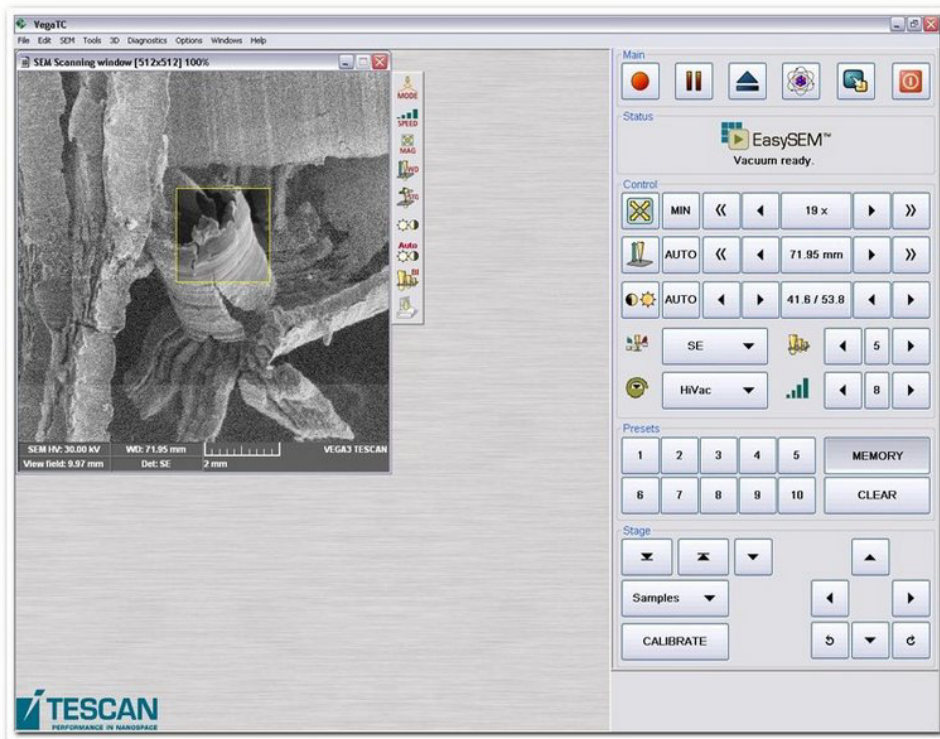 VegaTC
File Edit SEM Tools 3D Diagnostics Options Windows Help
SEM Scanning window [512x512] 100%
MODE
SPEED
MAG
WD
STG
Auto
BI
SEM HV: 30.00 kV WD: 71.95 mm VEGA3 TESCAN
View field: 9.97 mm Det: SE 2 mm
Main
Status
EasySEM™
Vacuum ready.
Control
MIN 19 x
AUTO 71.95 mm
AUTO 41.6 / 53.8
SE 5
HiVac 8
Presets
1 2 3 4 5 MEMORY
6 7 8 9 10 CLEAR
Stage
Samples
CALIBRATE
TESCAN
PERFORMANCE IN NANOSPACE